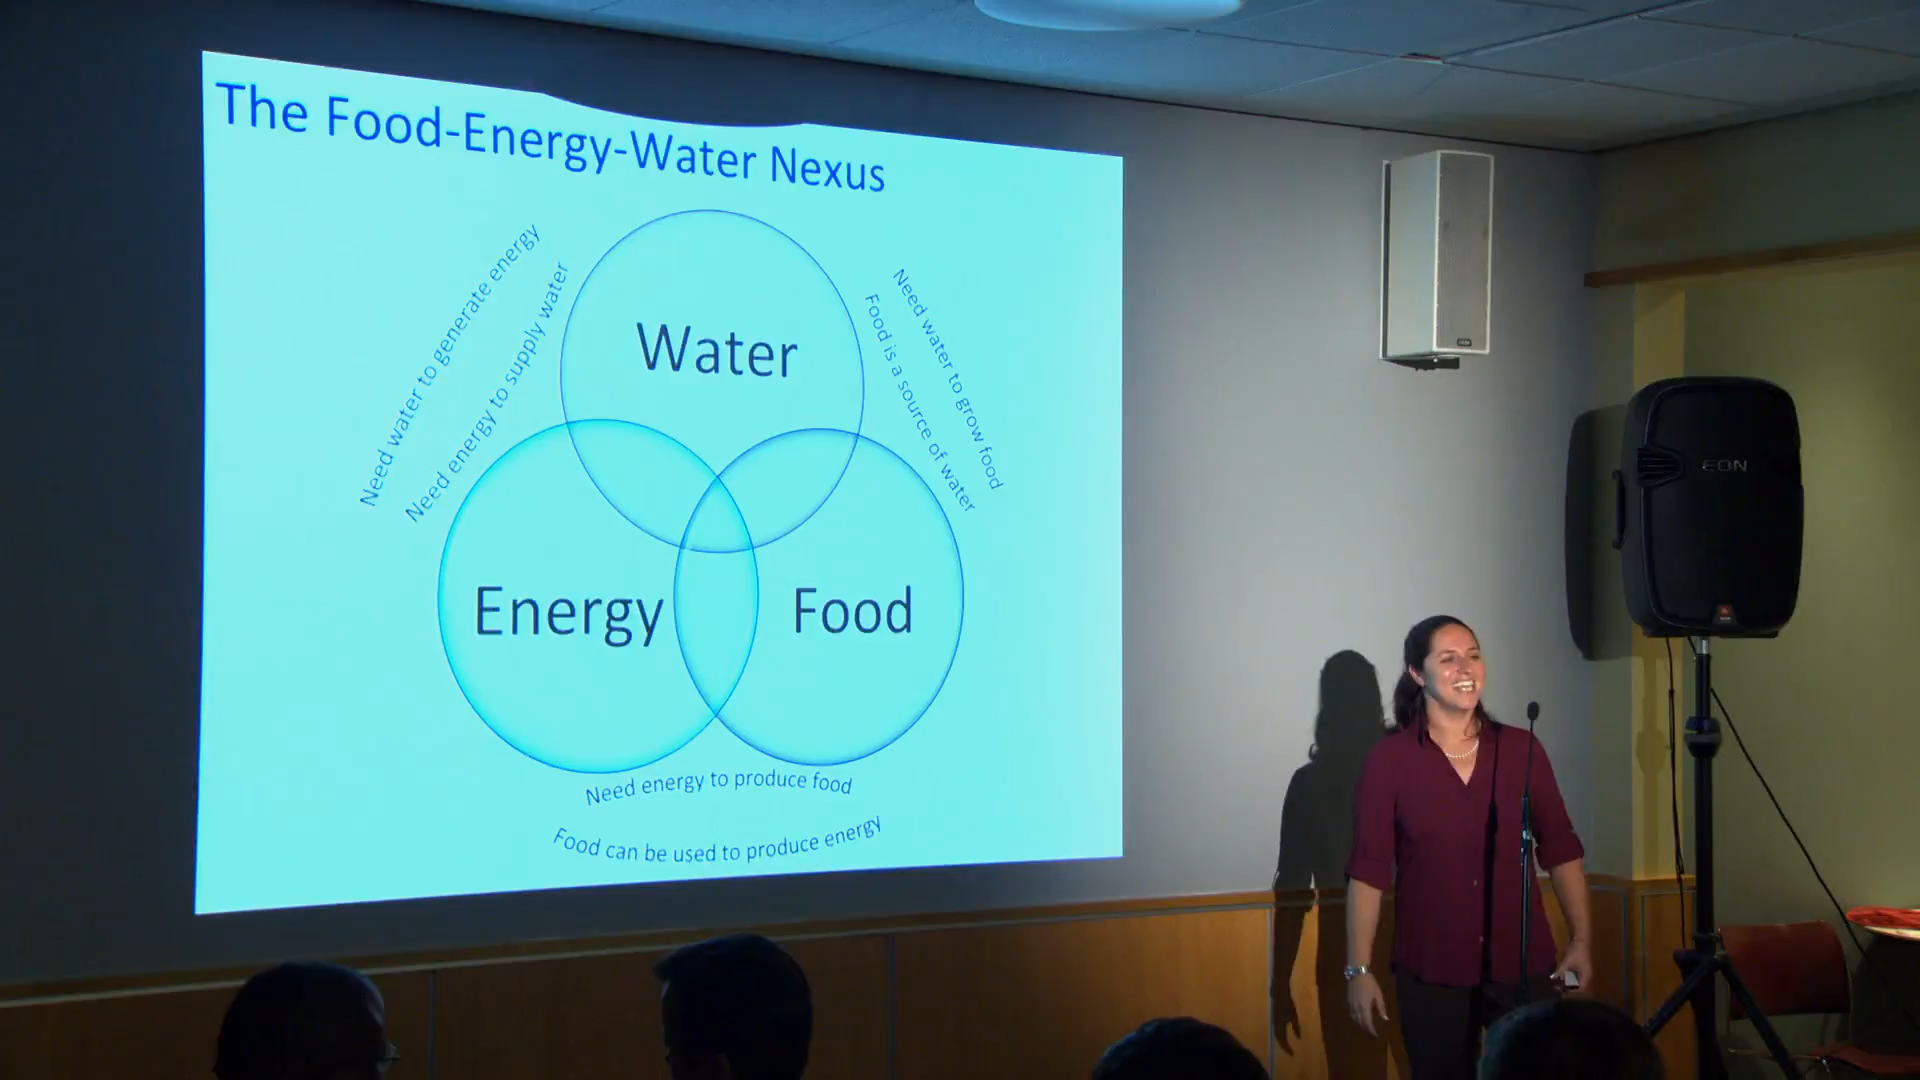 The Food-Energy-Water Nexus
Need water to generate energy
Need energy to supply water
Need water to grow food
Food is a source of water
Water
Energy
Food
Need energy to produce food
Food can be used to produce energy
EON